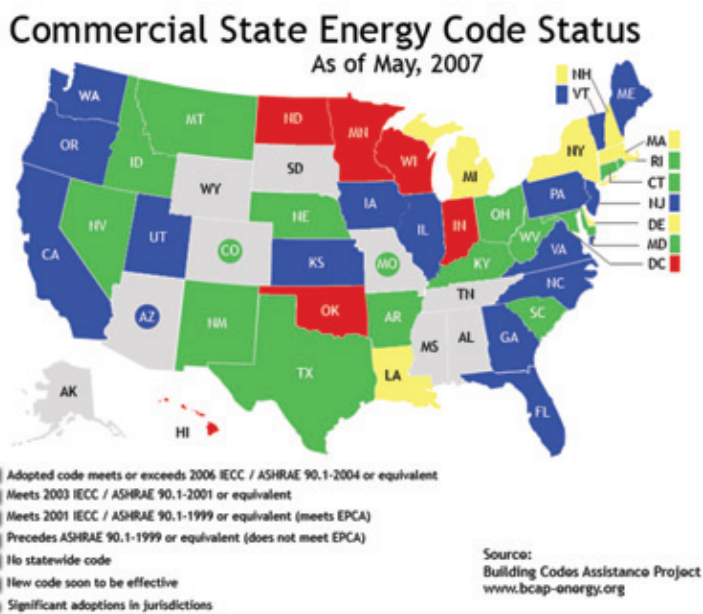 Commercial State Energy Code Status
As of May, 2007
NH
VT
WA
ME
MT
ND
MN
OR
MA
NY
ID
WI
SD
RI
MI
WY
CT
PA
IA
NJ
NE
OH
NV
IL
IN
DE
UT
WV
CO
MD
CA
VA
KS
MO
KY
DC
NC
TN
OK
AZ
SC
NM
AR
GA
AL
MS
TX
LA
AK
FL
HI
Adopted code meets or exceeds 2006 IECC / ASHRAE 90.1-2004 or equivalent
Meets 2003 IECC / ASHRAE 90.1-2001 or equivalent
Meets 2001 IECC / ASHRAE 90.1-1999 or equivalent (meets EPCA)
Precedes ASHRAE 90.1-1999 or equivalent (does not meet EPCA)
No statewide code
New code soon to be effective
Significant adoptions in jurisdictions
Source:
Building Codes Assistance Project
www.bcap-energy.org